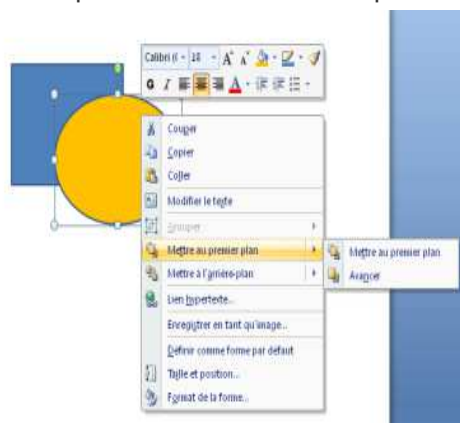 Calibri (C 18 A A
G I A
Couper
Copier
Coller
Modifier le texte
Grouper
Mettre au premier plan
Mettre au premier plan
Avancer
Mettre à l'arrière-plan
Lien hypertexte...
Enregistrer en tant qu'image...
Définir comme forme par défaut
Taille et position...
Format de la forme...